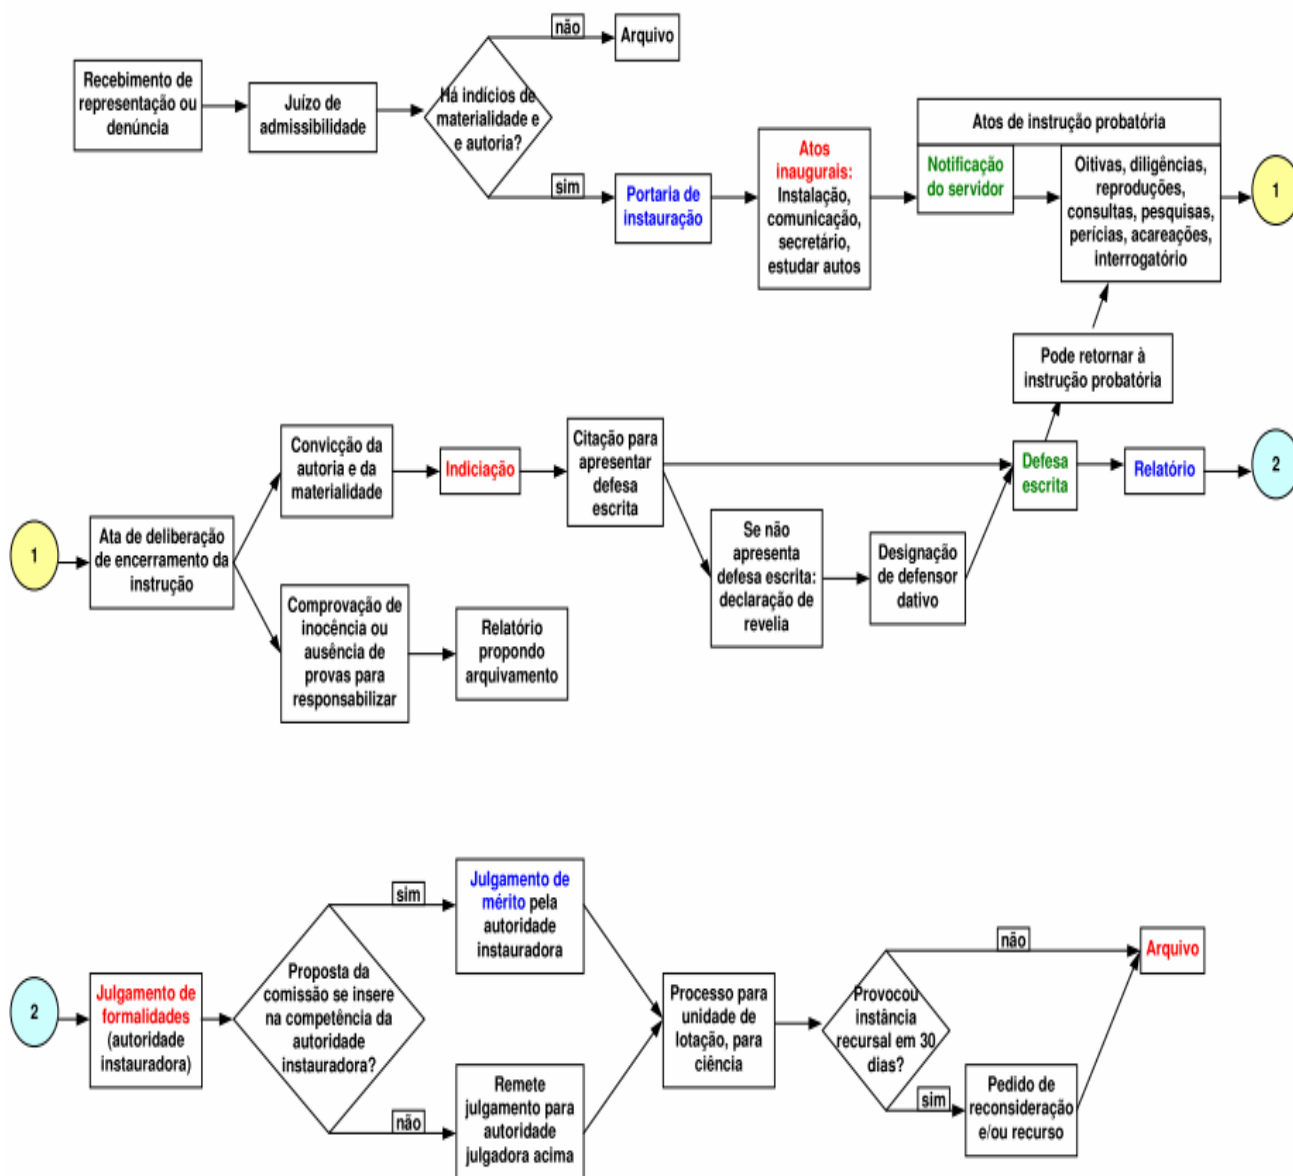 não
Arquivo
Recebimento de
representação ou
denúncia
Juízo de
admissibilidade
Há indícios de
materialidade e
e autoria?
sim
Portaria de
instauração
Atos
inaugurais:
Instalação,
comunicação,
secretário,
estudar autos
Atos de instrução probatória
Notificação
do servidor
Oitivas, diligências,
reproduções,
consultas, pesquisas,
perícias, acareações,
interrogatório
1
Pode retornar à
instrução probatória
1
Ata de deliberação
de encerramento da
instrução
Convicção da
autoria e da
materialidade
Indiciação
Citação para
apresentar
defesa
escrita
Defesa
escrita
Relatório
2
Se não
apresenta
defesa escrita:
declaração de
revelia
Designação
de defensor
dativo
Comprovação de
inocência ou
ausência de
provas para
responsabilizar
Relatório
propondo
arquivamento
2
Julgamento de
formalidades
(autoridade
instauradora)
Proposta da
comissão se insere
na competência da
autoridade
instauradora?
sim
Julgamento de
mérito pela
autoridade
instauradora
não
Remete
julgamento para
autoridade
julgadora acima
Processo para
unidade de
lotação, para
ciência
Provocou
instância
recursal em 30
dias?
não
Arquivo
sim
Pedido de
reconsideração
e/ou recurso